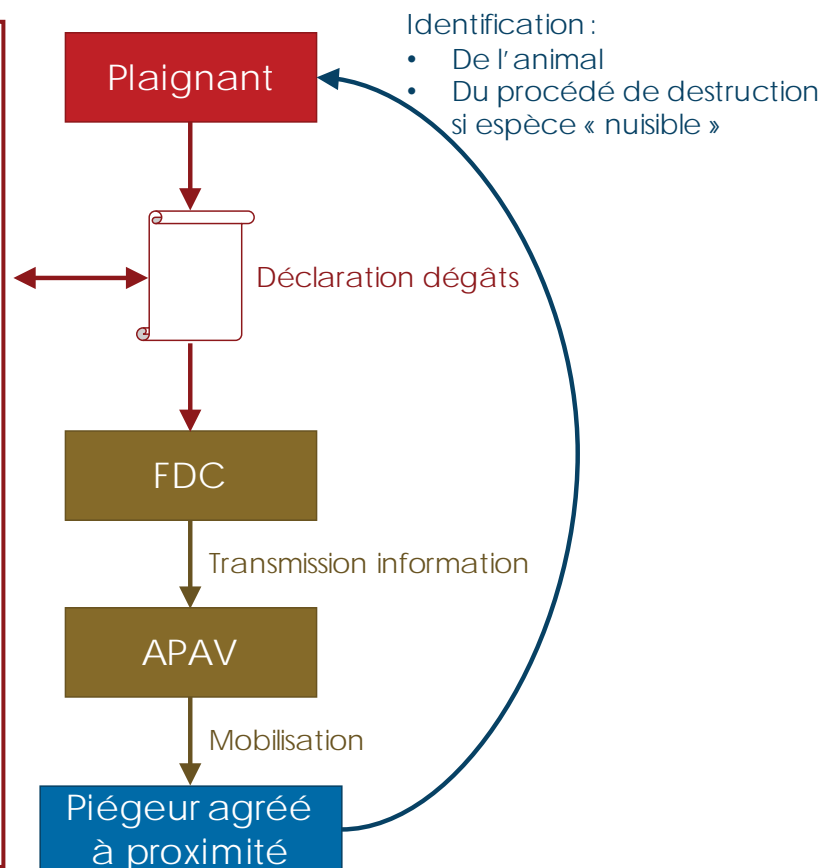 Identification :
• De l'animal
• Du procédé de destruction
si espèce « nuisible »
Plaignant
Déclaration dégâts
FDC
Transmission information
APAV
Mobilisation
Piégeur agréé
à proximité